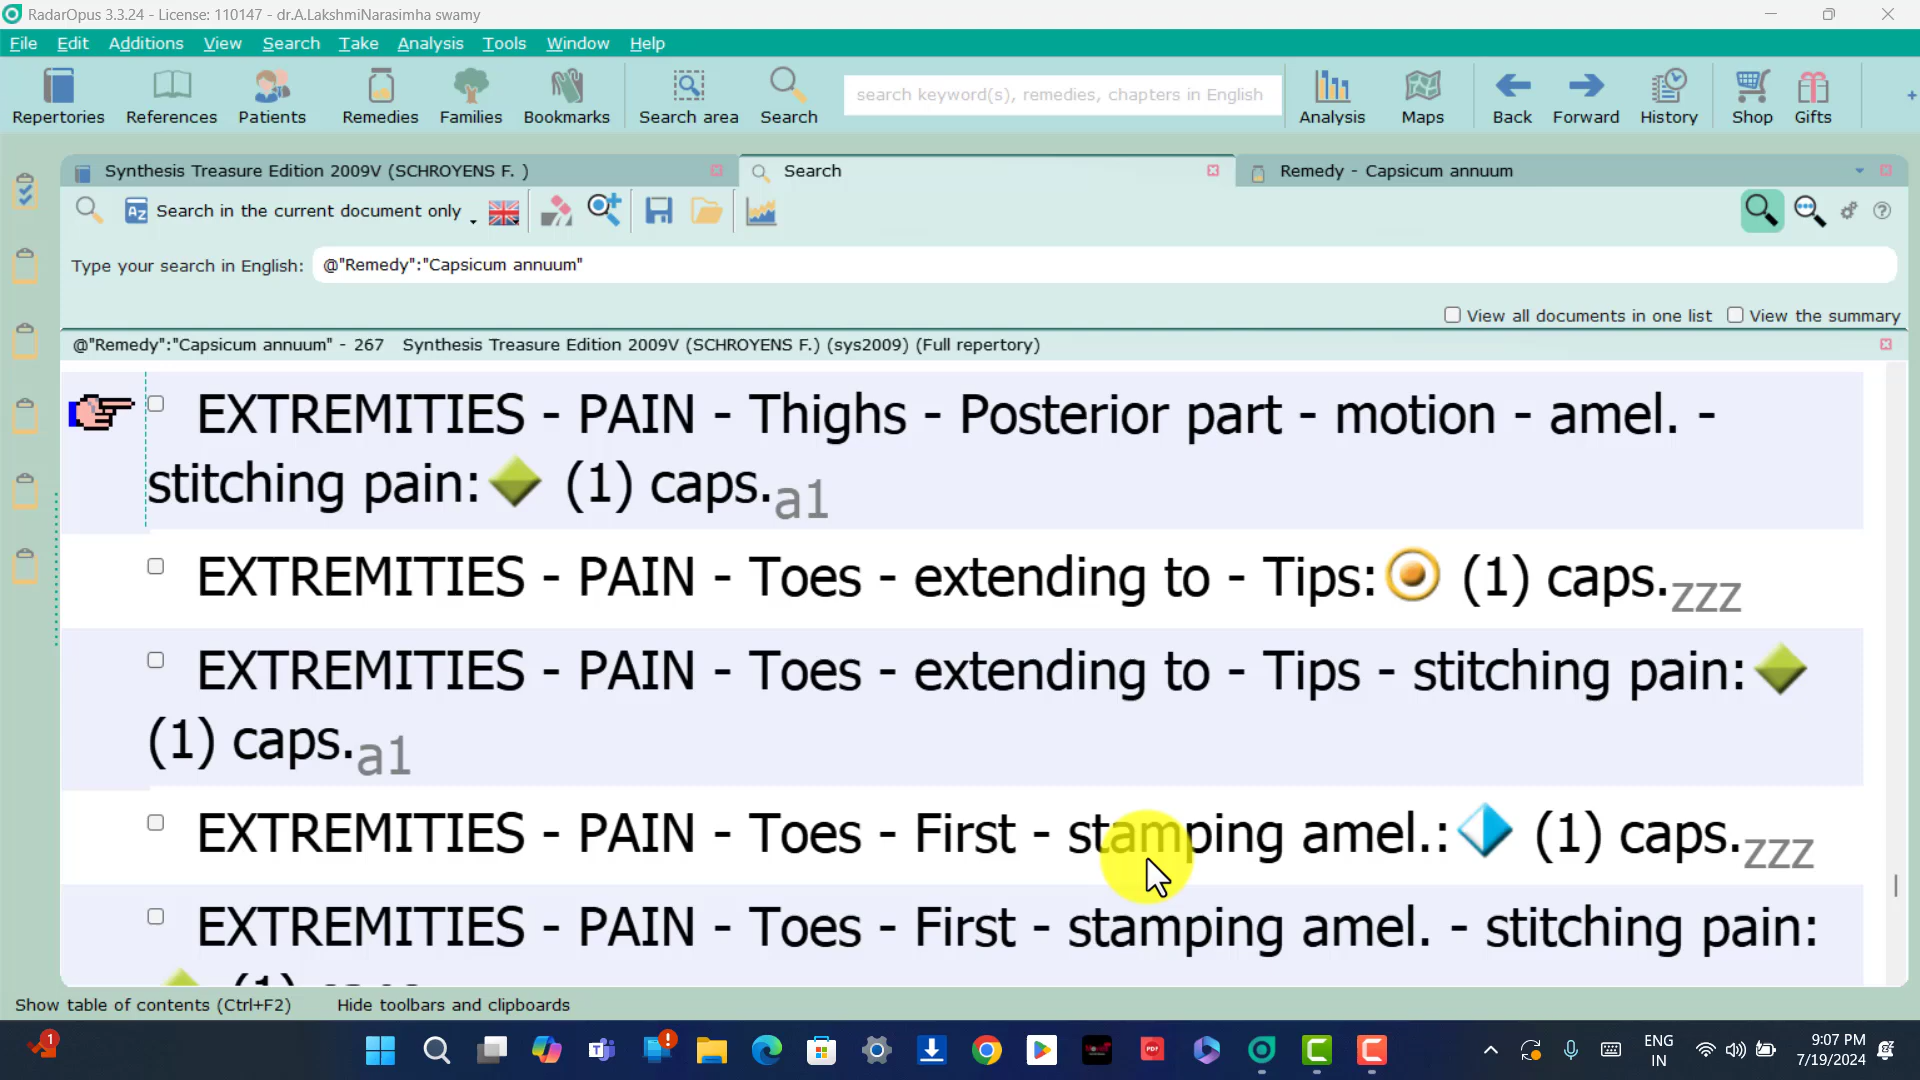 RadarOpus 3.3.24 - License: 110147 - dr.A.LakshmiNarasimha swamy
File Edit Additions View Search Take Analysis Tools Window Help
Repertories References Patients Remedies Families Bookmarks Search area Search search keyword(s), remedies, chapters in English Analysis Maps Back Forward History Shop Gifts
Synthesis Treasure Edition 2009V (SCHROYENS F. ) Search Remedy - Capsicum annuum
AZ Search in the current document only
Type your search in English: @"Remedy":"Capsicum annuum"
View all documents in one list View the summary
@"Remedy":"Capsicum annuum" - 267 Synthesis Treasure Edition 2009V (SCHROYENS F.) (sys2009) (Full repertory)
EXTREMITIES - PAIN - Thighs - Posterior part - motion - amel. -
stitching pain: (1) caps.a1
EXTREMITIES - PAIN - Toes - extending to - Tips: (1) caps.zzz
EXTREMITIES - PAIN - Toes - extending to - Tips - stitching pain:
(1) caps.a1
EXTREMITIES - PAIN - Toes - First - stamping amel.: (1) caps.zzz
EXTREMITIES - PAIN - Toes - First - stamping amel. - stitching pain:
Show table of contents (Ctrl+F2) Hide toolbars and clipboards
1 ENG 9:07 PM
IN 7/19/2024